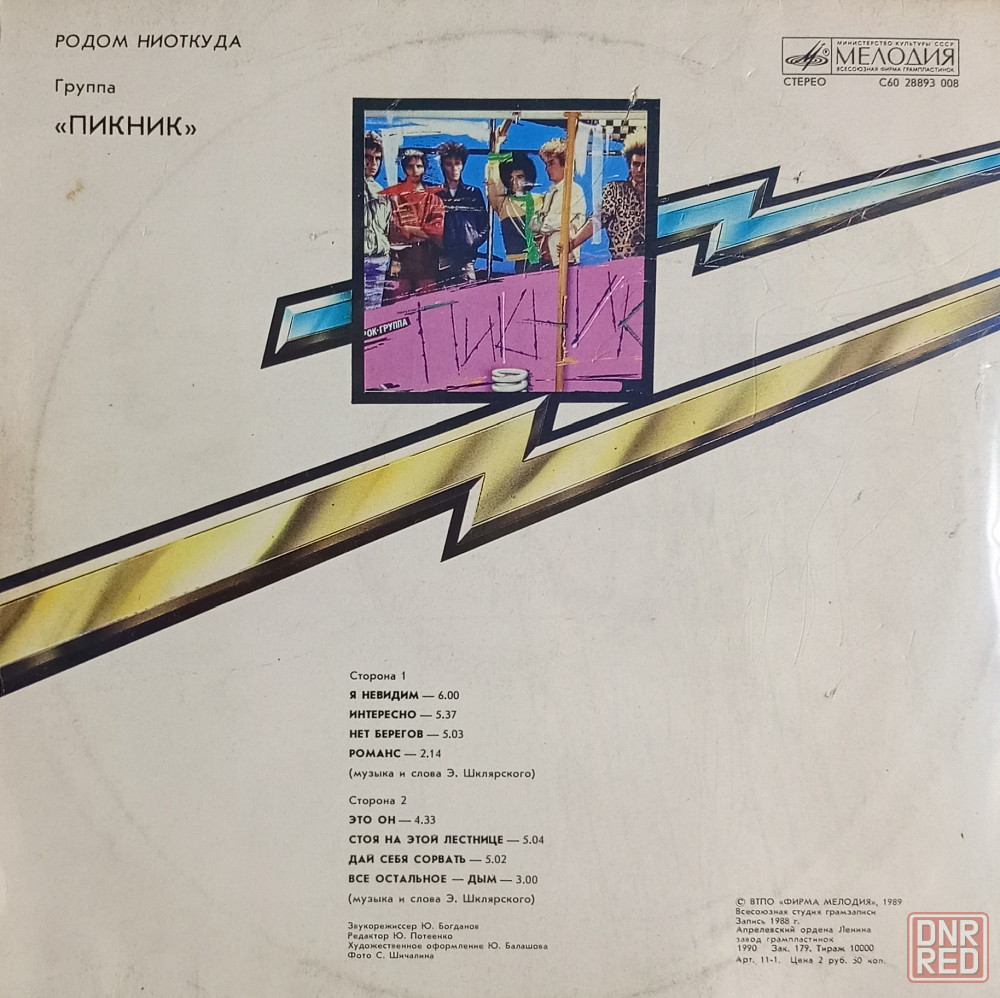 РОДОМ НИОТКУДА
Группа
«ПИКНИК»
МИНИСТЕРСТВО КУЛЬТУРЫ СССР
МЕЛОДИЯ
ВСЕСОЮЗНАЯ ФИРМА ГРАМПЛАСТИНОК
СТЕРЕО С60 28893 008
РОК-ГРУППА
ПИКНИК
Сторона 1
Я НЕВИДИМ — 6.00
ИНТЕРЕСНО — 5.37
НЕТ БЕРЕГОВ — 5.03
РОМАНС — 2.14
(музыка и слова Э. Шклярского)
Сторона 2
ЭТО ОН — 4.33
СТОЯ НА ЭТОЙ ЛЕСТНИЦЕ — 5.04
ДАЙ СЕБЯ СОРВАТЬ — 5.02
ВСЕ ОСТАЛЬНОЕ — ДЫМ — 3.00
(музыка и слова Э. Шклярского)
Звукорежиссер Ю. Богданов
Редактор Ю. Потеенко
Художественное оформление Ю. Балашова
Фото С. Шичалина
© ВТПО «ФИРМА МЕЛОДИЯ», 1989
Всесоюзная студия грамзаписи
Запись 1988 г.
Апрелевский ордена Ленина
завод грампластинок
1990 Зак. 179. Тираж 10000
Арт. 11-1. Цена 2 руб. 50 коп.
DNR
RED